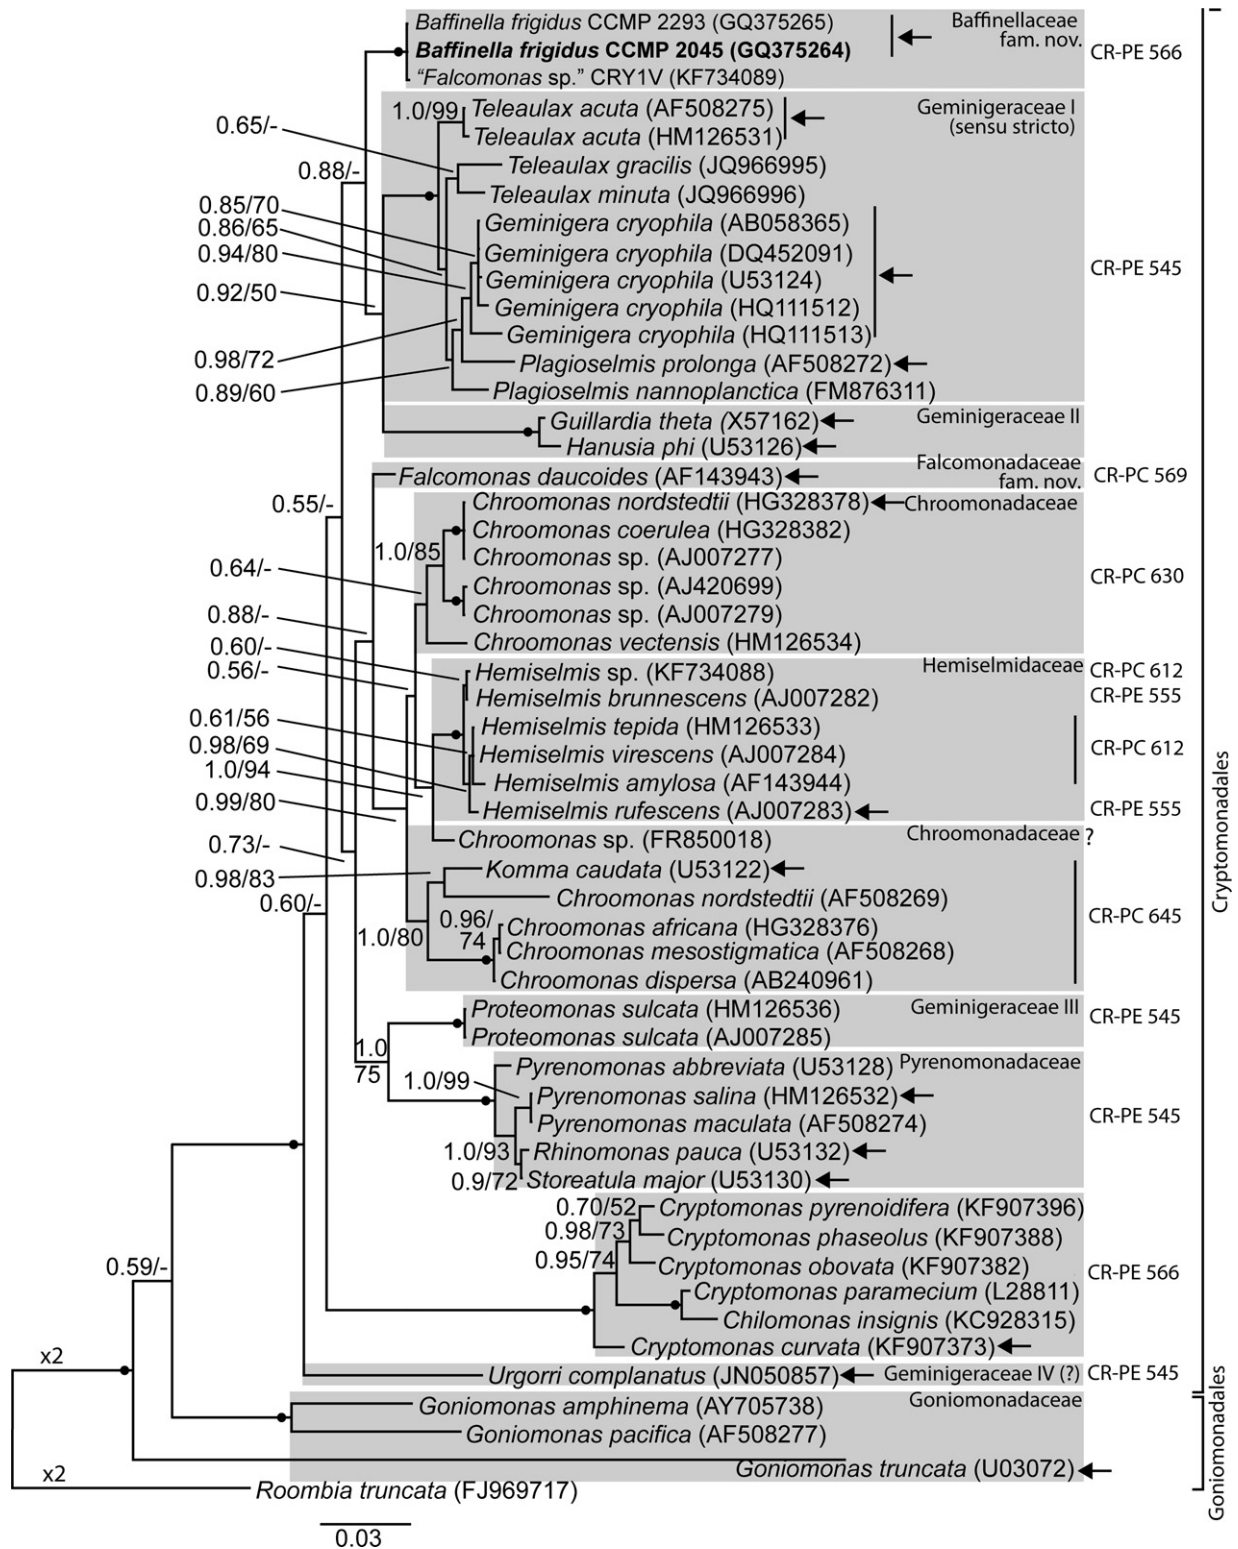 Baffinella frigidus CCMP 2293 (GQ375265)
Baffinellaceae
fam. nov.
Baffinella frigidus CCMP 2045 (GQ375264)
CR-PE 566
"Falcomonas sp." CRY1V (KF734089)
1.0/99
Teleaulax acuta (AF508275)
Geminigeraceae I
(sensu stricto)
0.65/-
Teleaulax acuta (HM126531)
0.88/-
Teleaulax gracilis (JQ966995)
Teleaulax minuta (JQ966996)
0.85/70
Geminigera cryophila (AB058365)
0.86/65
0.94/80
Geminigera cryophila (DQ452091)
CR-PE 545
Geminigera cryophila (U53124)
0.92/50
Geminigera cryophila (HQ111512)
Geminigera cryophila (HQ111513)
0.98/72
Plagioselmis prolonga (AF508272)
0.89/60
Plagioselmis nannoplanctica (FM876311)
Guillardia theta (X57162)
Geminigeraceae II
Hanusia phi (U53126)
Falcomonadaceae
fam. nov.
Falcomonas daucoides (AF143943)
CR-PC 569
0.55/-
Chroomonas nordstedtii (HG328378)
Chroomonadaceae
Chroomonas coerulea (HG328382)
1.0/85
Chroomonas sp. (AJ007277)
0.64/-
Chroomonas sp. (AJ420699)
CR-PC 630
0.88/-
Chroomonas sp. (AJ007279)
0.60/-
Chroomonas vectensis (HM126534)
0.56/-
Hemiselmis sp. (KF734088)
Hemiselmidaceae
CR-PC 612
Hemiselmis brunnescens (AJ007282)
CR-PE 555
0.61/56
Hemiselmis tepida (HM126533)
0.98/69
Hemiselmis virescens (AJ007284)
CR-PC 612
1.0/94
Hemiselmis amylosa (AF143944)
0.99/80
Hemiselmis rufescens (AJ007283)
CR-PE 555
0.73/-
Chroomonas sp. (FR850018)
Chroomonadaceae ?
0.98/83
Komma caudata (U53122)
0.60/-
Chroomonas nordstedtii (AF508269)
0.96/
74
Chroomonas africana (HG328376)
CR-PC 645
1.0/80
Chroomonas mesostigmatica (AF508268)
Chroomonas dispersa (AB240961)
Proteomonas sulcata (HM126536)
Geminigeraceae III
CR-PE 545
Proteomonas sulcata (AJ007285)
1.0
75
Pyrenomonas abbreviata (U53128)
Pyrenomonadaceae
1.0/99
Pyrenomonas salina (HM126532)
Pyrenomonas maculata (AF508274)
CR-PE 545
1.0/93
Rhinomonas pauca (U53132)
0.9/72
Storeatula major (U53130)
0.70/52
Cryptomonas pyrenoidifera (KF907396)
0.98/73
Cryptomonas phaseolus (KF907388)
0.95/74
Cryptomonas obovata (KF907382)
CR-PE 566
0.59/-
Cryptomonas paramecium (L28811)
Chilomonas insignis (KC928315)
Cryptomonas curvata (KF907373)
x2
Urgorri complanatus (JN050857)
Geminigeraceae IV (?)
CR-PE 545
Goniomonas amphinema (AY705738)
Goniomonadaceae
Goniomonas pacifica (AF508277)
Goniomonas truncata (U03072)
x2
Roombia truncata (FJ969717)
0.03
Cryptomonadales
Goniomonadales